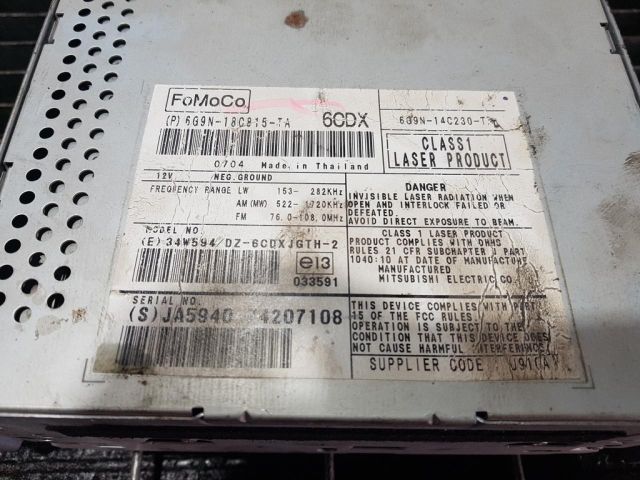 FoMoCo
(P) 6G9N-18C815-TA 6CDX
0704 Made in Thailand
6G9N-14C230-
CLASS1
LASER PRODUCT
12V NEG.GROUND
FREQUENCY RANGE LW 153- 282KHz
AM(MW) 522-1720KHz
FM 76.0-108.0MHz
MODEL NO.
(E) 34W594/DZ-6CDXJGTH-2
e13
033591
SERIAL NO.
(S)JA5940 4207108
DANGER
INVISIBLE LASER RADIATION WHEN
OPEN AND INTERLOCK FAILED OR
DEFEATED.
AVOID DIRECT EXPOSURE TO BEAM.
CLASS 1 LASER PRODUCT
PRODUCT COMPLIES WITH DHHS
RULES 21 CFR SUBCHAPTER J PART
1040:10 AT DATE OF MANUFACTURE
MANUFACTURED
MITSUBISHI ELECTRIC CO.
THIS DEVICE COMPLIES WITH PART
15 OF THE FCC RULES.
OPERATION IS SUBJECT TO THE
CONDITION THAT THIS DEVICE DOES
NOT CAUSE HARMFUL INTERFERENCE.
SUPPLIER CODE J910A